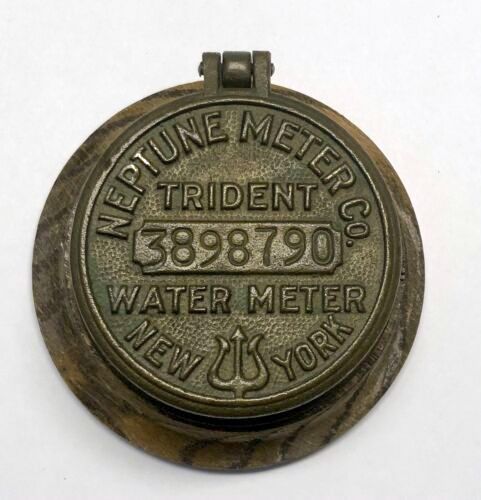 NEPTUNE METER Co.
TRIDENT
3898790
WATER METER
NEW YORK